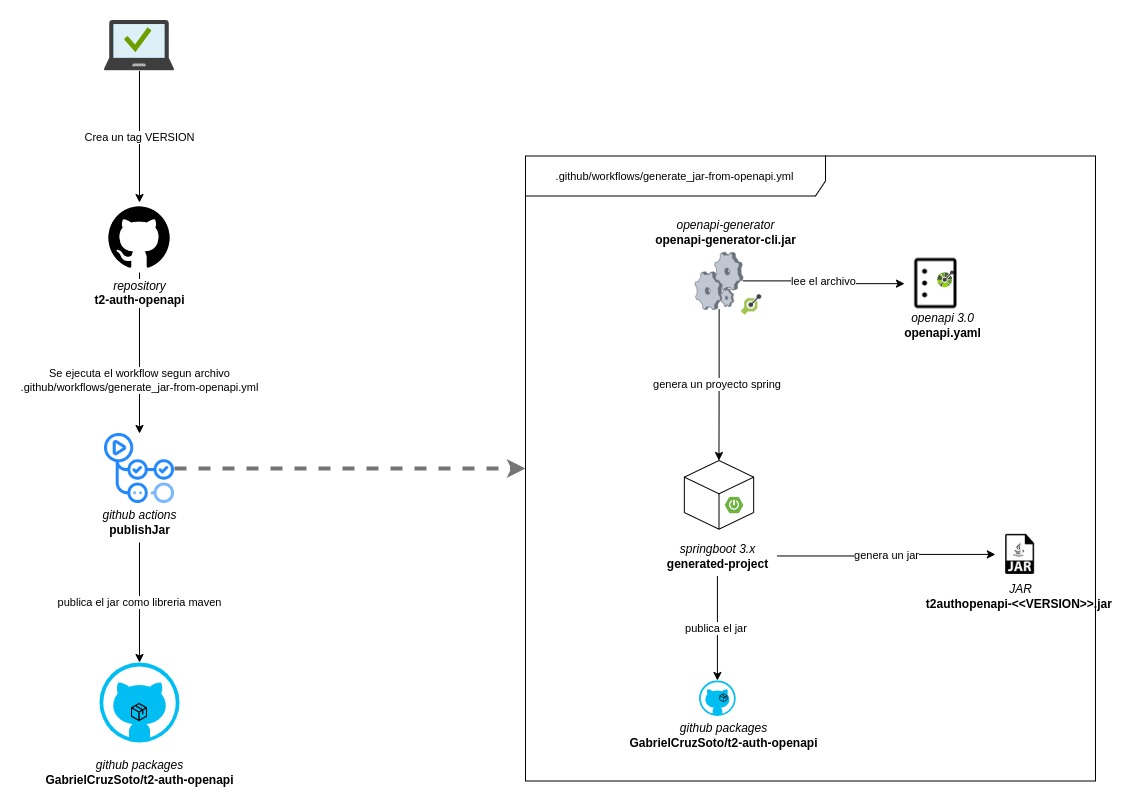 Crea un tag VERSION
repository
t2-auth-openapi
Se ejecuta el workflow segun archivo
.github/workflows/generate_jar-from-openapi.yml
github actions
publishJar
publica el jar como libreria maven
github packages
GabrielCruzSoto/t2-auth-openapi
.github/workflows/generate_jar-from-openapi.yml
openapi-generator
openapi-generator-cli.jar
lee el archivo
openapi 3.0
openapi.yaml
genera un proyecto spring
springboot 3.x
generated-project
genera un jar
JAR
JAR
t2authopenapi-<<VERSION>>.jar
publica el jar
github packages
GabrielCruzSoto/t2-auth-openapi